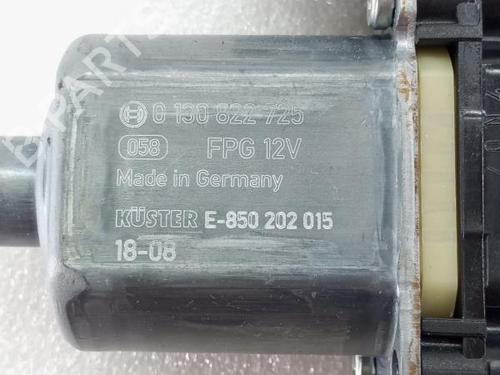 0 130 822 725
058 FPG 12V
Made in Germany
KÜSTER E-850 202 015
18-08